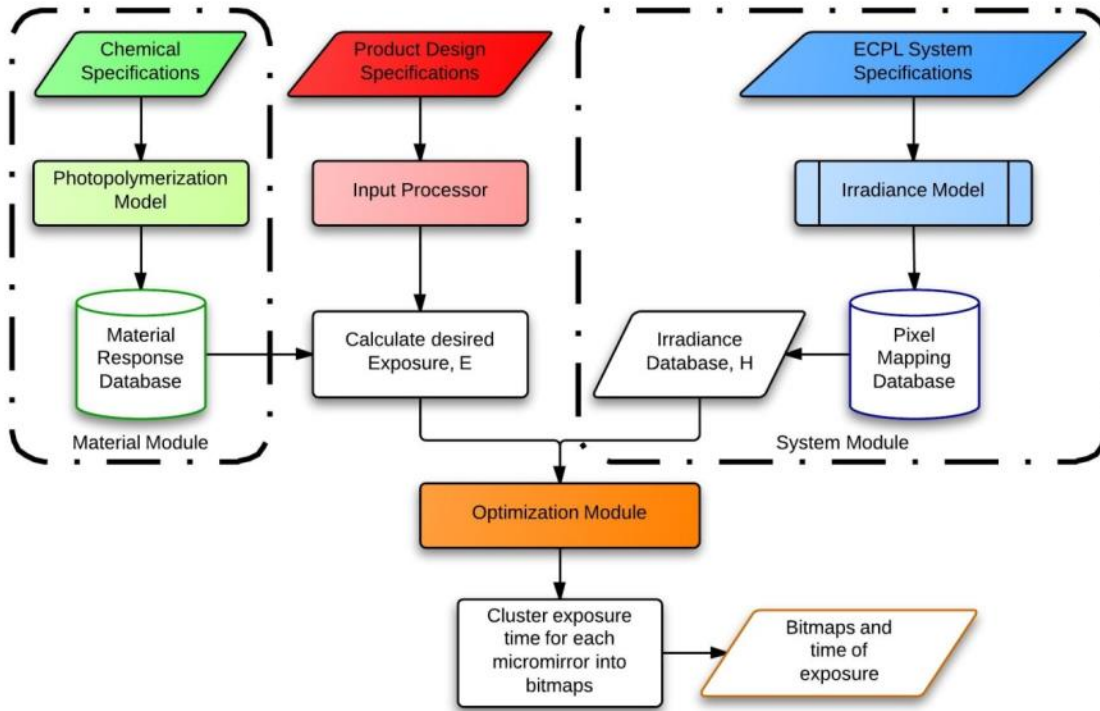 Chemical
Specifications
Product Design
Specifications
ECPL System
Specifications
Photopolymerization
Model
Input Processor
Irradiance Model
Material
Response
Database
Calculate desired
Exposure, E
Irradiance
Database, H
Pixel
Mapping
Database
Material Module
System Module
Optimization Module
Cluster exposure
time for each
micromirror into
bitmaps
Bitmaps and
time of
exposure